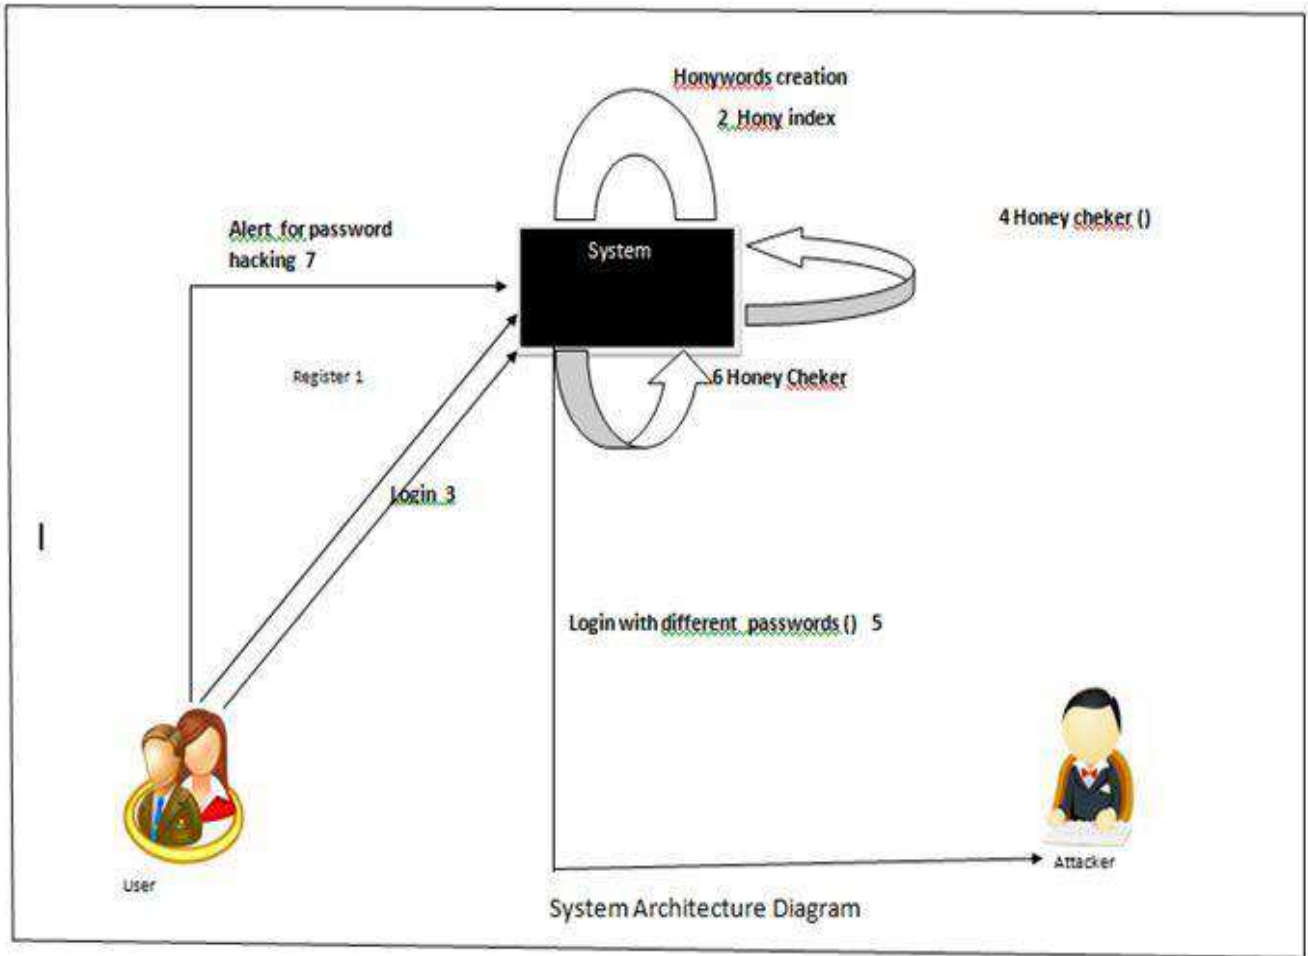 Honywords creation
2 Hony index
4 Honey cheker ()
Alert for password
hacking 7
System
Register 1
.6 Honey Cheker
Login 3
Login with different passwords () 5
User
Attacker
System Architecture Diagram